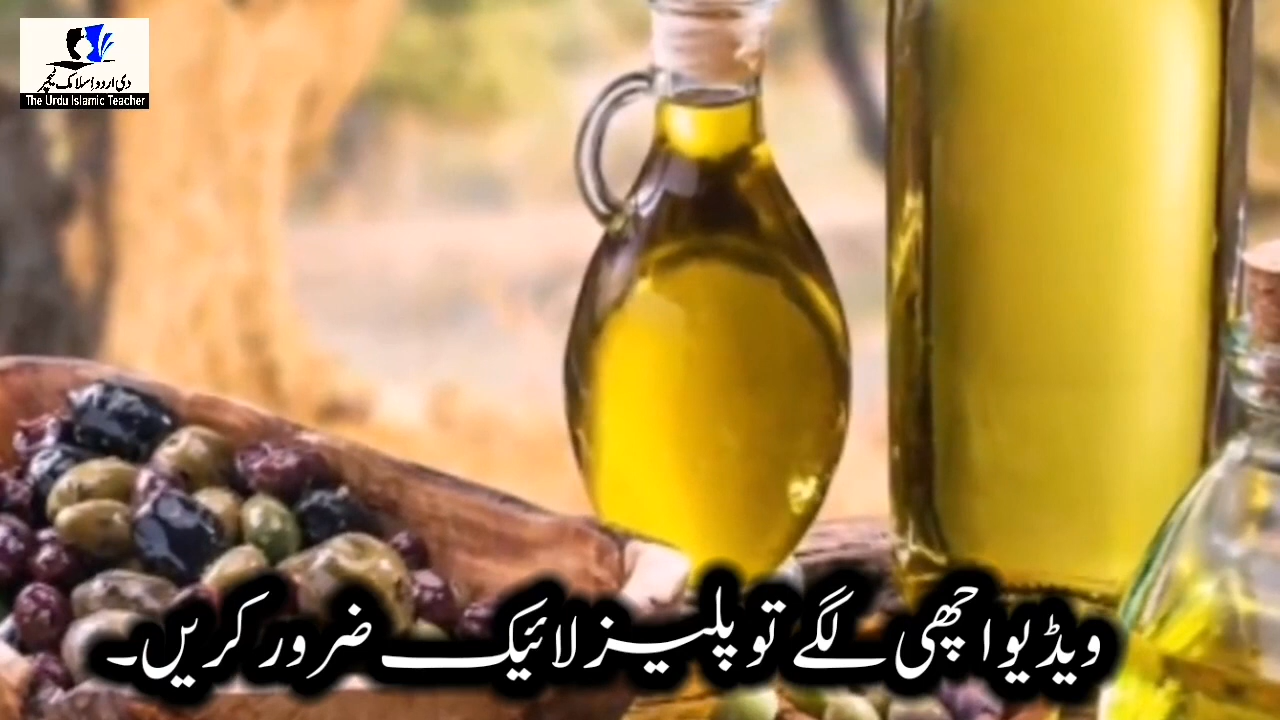 دی اردو اسلامک ٹیچر
The Urdu Islamic Teacher
ویڈیو اچھی لگے تو پلیز لائیک ضرور کریں۔